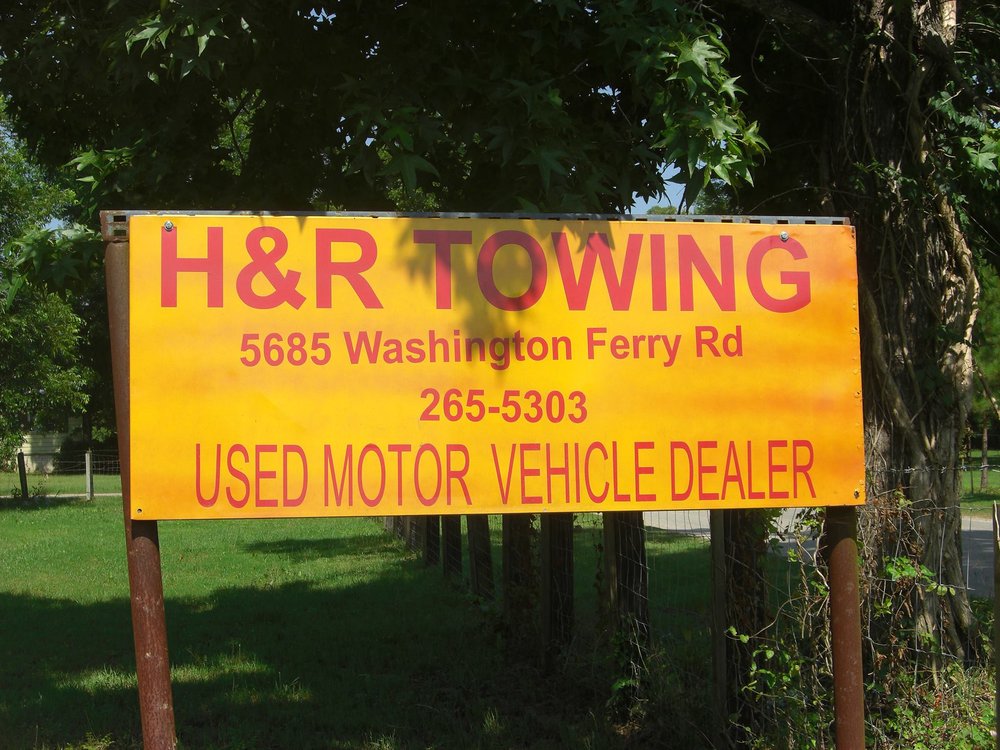 H&R TOWING
5685 Washington Ferry Rd
265-5303
USED MOTOR VEHICLE DEALER